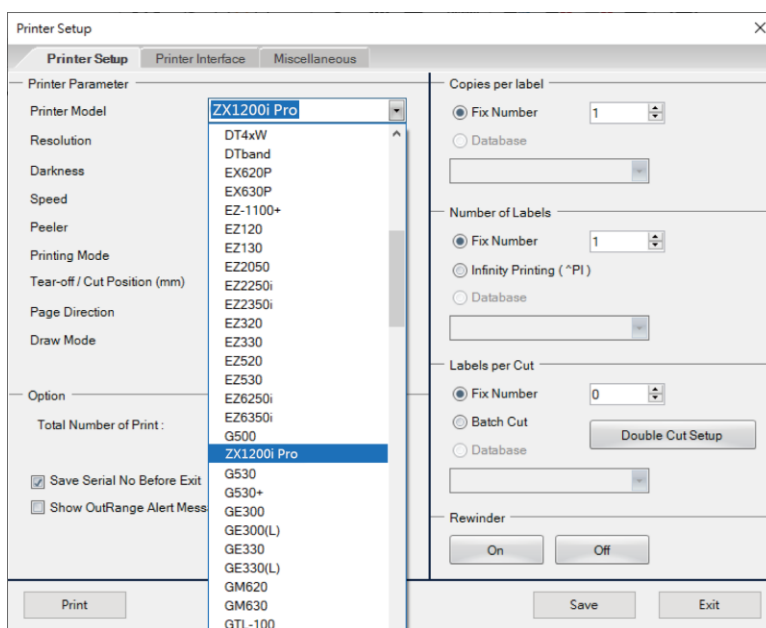 Printer Setup
Printer Setup
Printer Interface
Miscellaneous
Printer Parameter
Printer Model
ZX1200i Pro
Resolution
Darkness
Speed
Peeler
Printing Mode
Tear-off / Cut Position (mm)
Page Direction
Draw Mode
DT4xW
DTband
EX620P
EX630P
EZ-1100+
EZ120
EZ130
EZ2050
EZ2250i
EZ2350i
EZ320
EZ330
EZ520
EZ530
EZ6250i
EZ6350i
G500
ZX1200i Pro
G530
G530+
GE300
GE300(L)
GE330
GE330(L)
GM620
GM630
GTL-100
Option
Total Number of Print :
Save Serial No Before Exit
Show OutRange Alert Mess
Copies per label
Fix Number 1
Database
Number of Labels
Fix Number 1
Infinity Printing ( ^PI )
Database
Labels per Cut
Fix Number 0
Batch Cut
Double Cut Setup
Database
Rewinder
On
Off
Print
Save
Exit